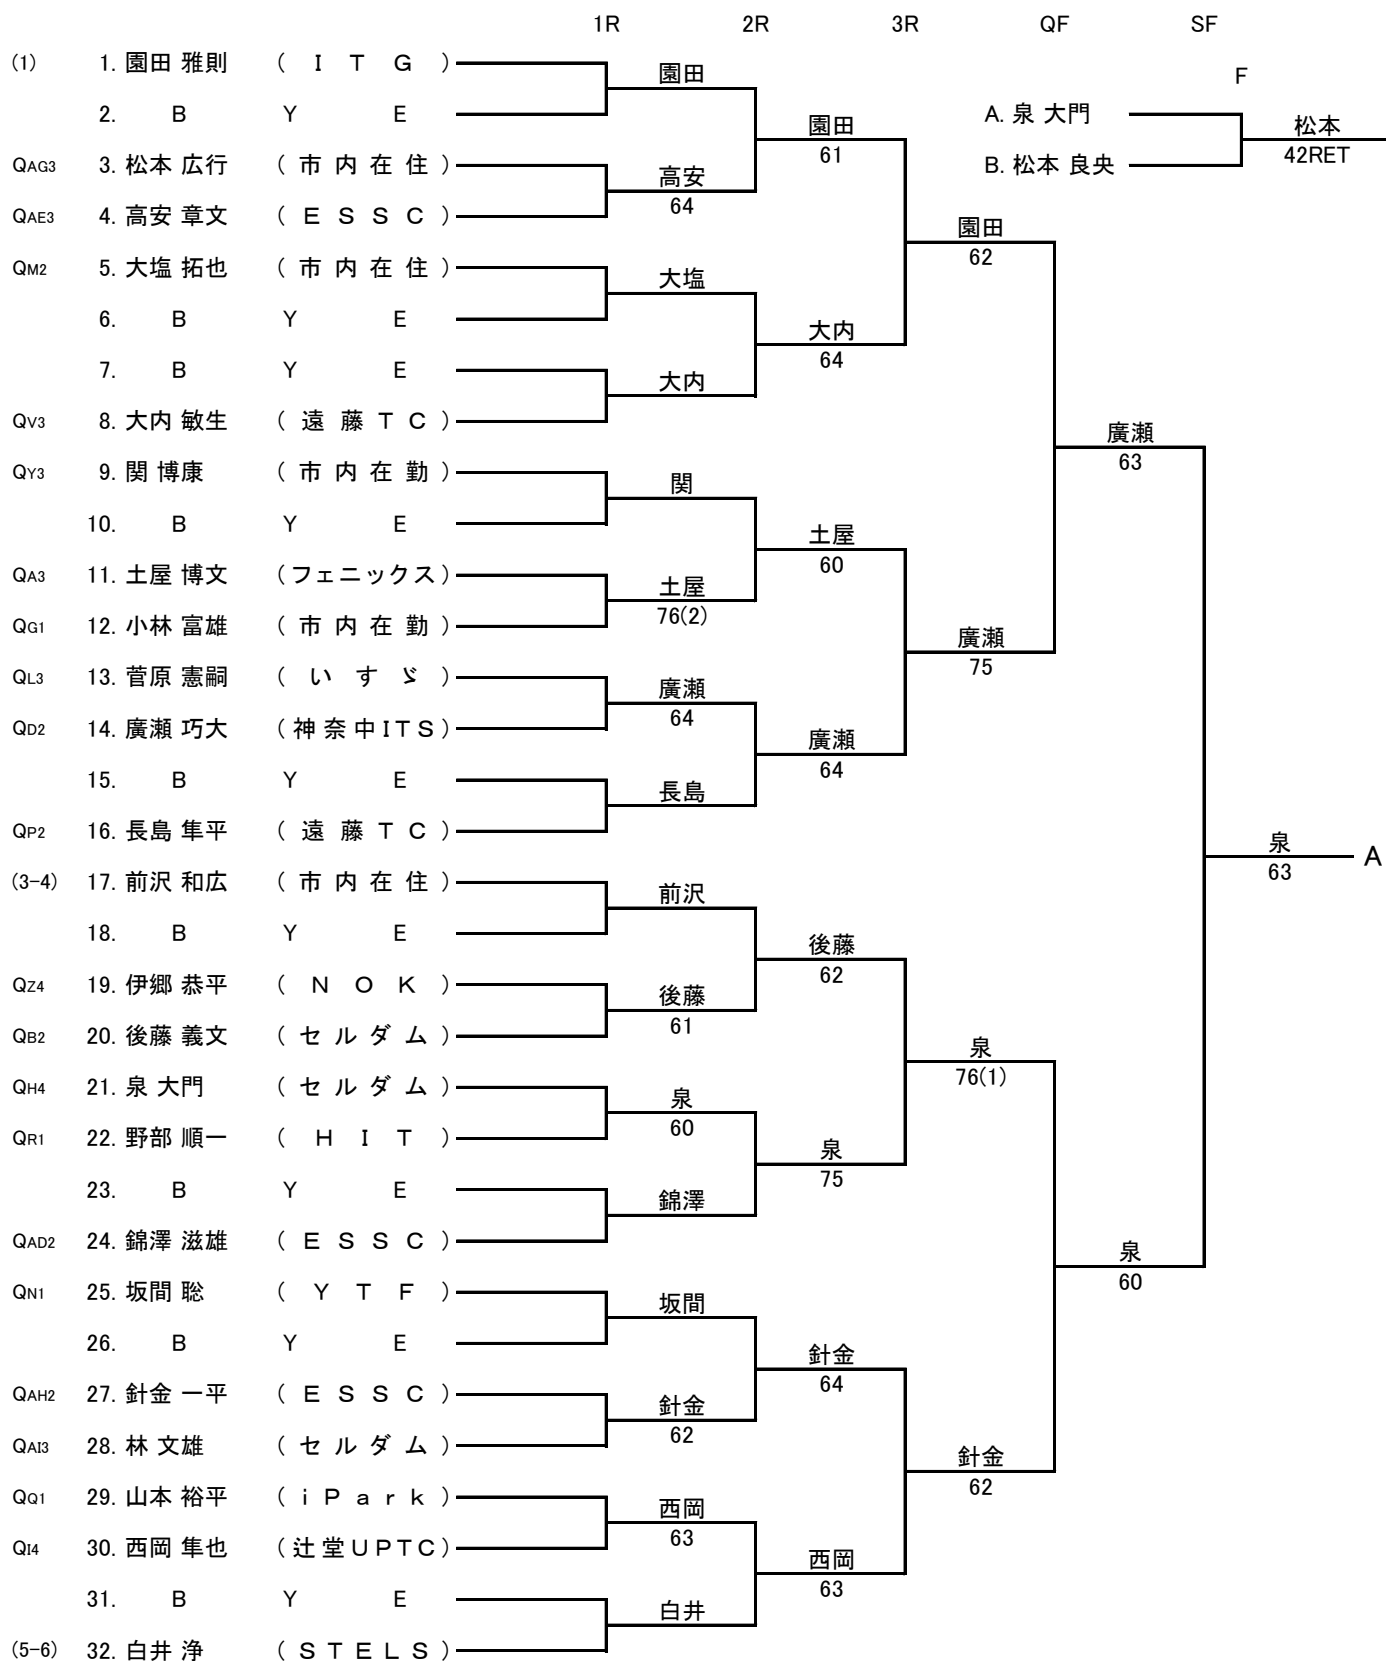 1R 2R 3R QF SF
(1) 1. 園田 雅則 ( I T G )
園田
F
2. B Y E
A. 泉 大門
園田
松本
61
42RET
QAG3 3. 松本 広行 ( 市 内 在 住 )
高安
B. 松本 良央
64
QAE3 4. 高安 章文 ( E S S C )
園田
62
QM2 5. 大塩 拓也 ( 市 内 在 住 )
大塩
6. B Y E
大内
64
7. B Y E
大内
QV3 8. 大内 敏生 ( 遠 藤 T C )
廣瀬
63
QY3 9. 関 博康 ( 市 内 在 勤 )
関
10. B Y E
土屋
60
QA3 11. 土屋 博文 (フェニックス)
土屋
76(2)
QG1 12. 小林 富雄 ( 市 内 在 勤 )
廣瀬
75
QL3 13. 菅原 憲嗣 ( い す ゞ )
廣瀬
64
QD2 14. 廣瀬 巧大 (神奈中ITS)
廣瀬
64
15. B Y E
長島
QP2 16. 長島 隼平 ( 遠 藤 T C )
泉
A
63
(3-4) 17. 前沢 和広 ( 市 内 在 住 )
前沢
18. B Y E
後藤
62
QZ4 19. 伊郷 恭平 ( N O K )
後藤
61
QB2 20. 後藤 義文 ( セ ル ダ ム )
泉
76(1)
QH4 21. 泉 大門 ( セ ル ダ ム )
泉
60
QR1 22. 野部 順一 ( H I T )
泉
75
23. B Y E
錦澤
QAD2 24. 錦澤 滋雄 ( E S S C )
泉
60
QN1 25. 坂間 聡 ( Y T F )
坂間
26. B Y E
針金
64
QAH2 27. 針金 一平 ( E S S C )
針金
62
QAI3 28. 林 文雄 ( セ ル ダ ム )
針金
62
QQ1 29. 山本 裕平 ( i P a r k )
西岡
63
QI4 30. 西岡 隼也 (辻堂UPTC)
西岡
63
31. B Y E
白井
(5-6) 32. 白井 浄 ( S T E L S )